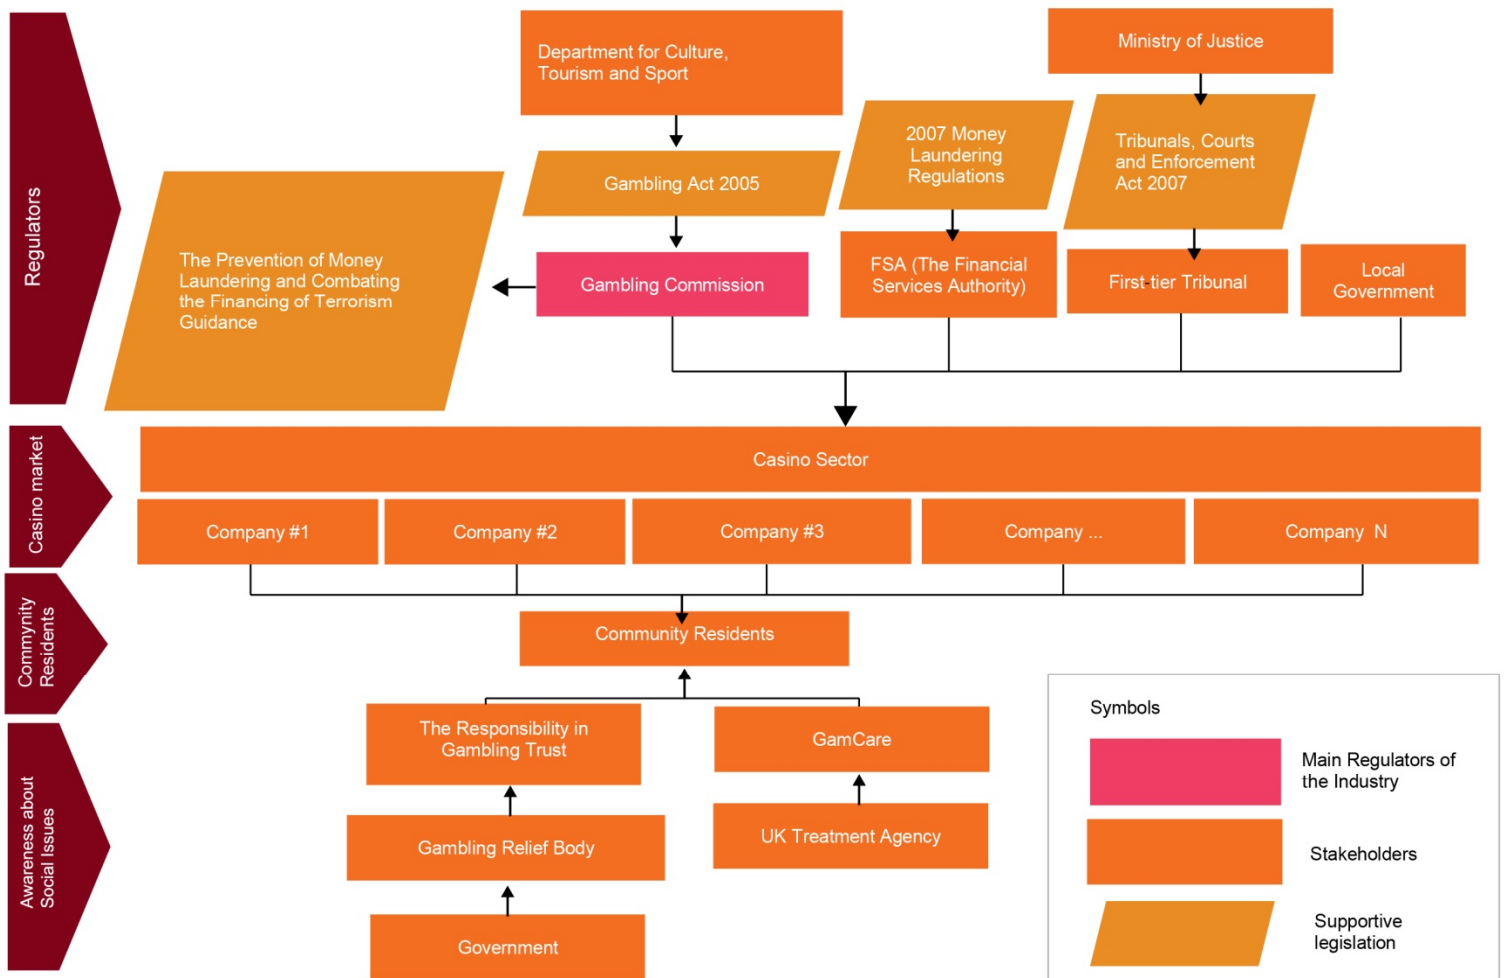 Regulators
Department for Culture,
Tourism and Sport
Ministry of Justice
Gambling Act 2005
2007 Money
Laundering
Regulations
Tribunals, Courts
and Enforcement
Act 2007
The Prevention of Money
Laundering and Combating
the Financing of Terrorism
Guidance
Gambling Commission
FSA (The Financial
Services Authority)
First-tier Tribunal
Local
Government
Casino market
Casino Sector
Company #1
Company #2
Company #3
Company ...
Company N
Commynity
Residents
Community Residents
Awareness about
Social Issues
The Responsibility in
Gambling Trust
GamCare
Gambling Relief Body
UK Treatment Agency
Government
Symbols
Main Regulators of
the Industry
Stakeholders
Supportive
legislation